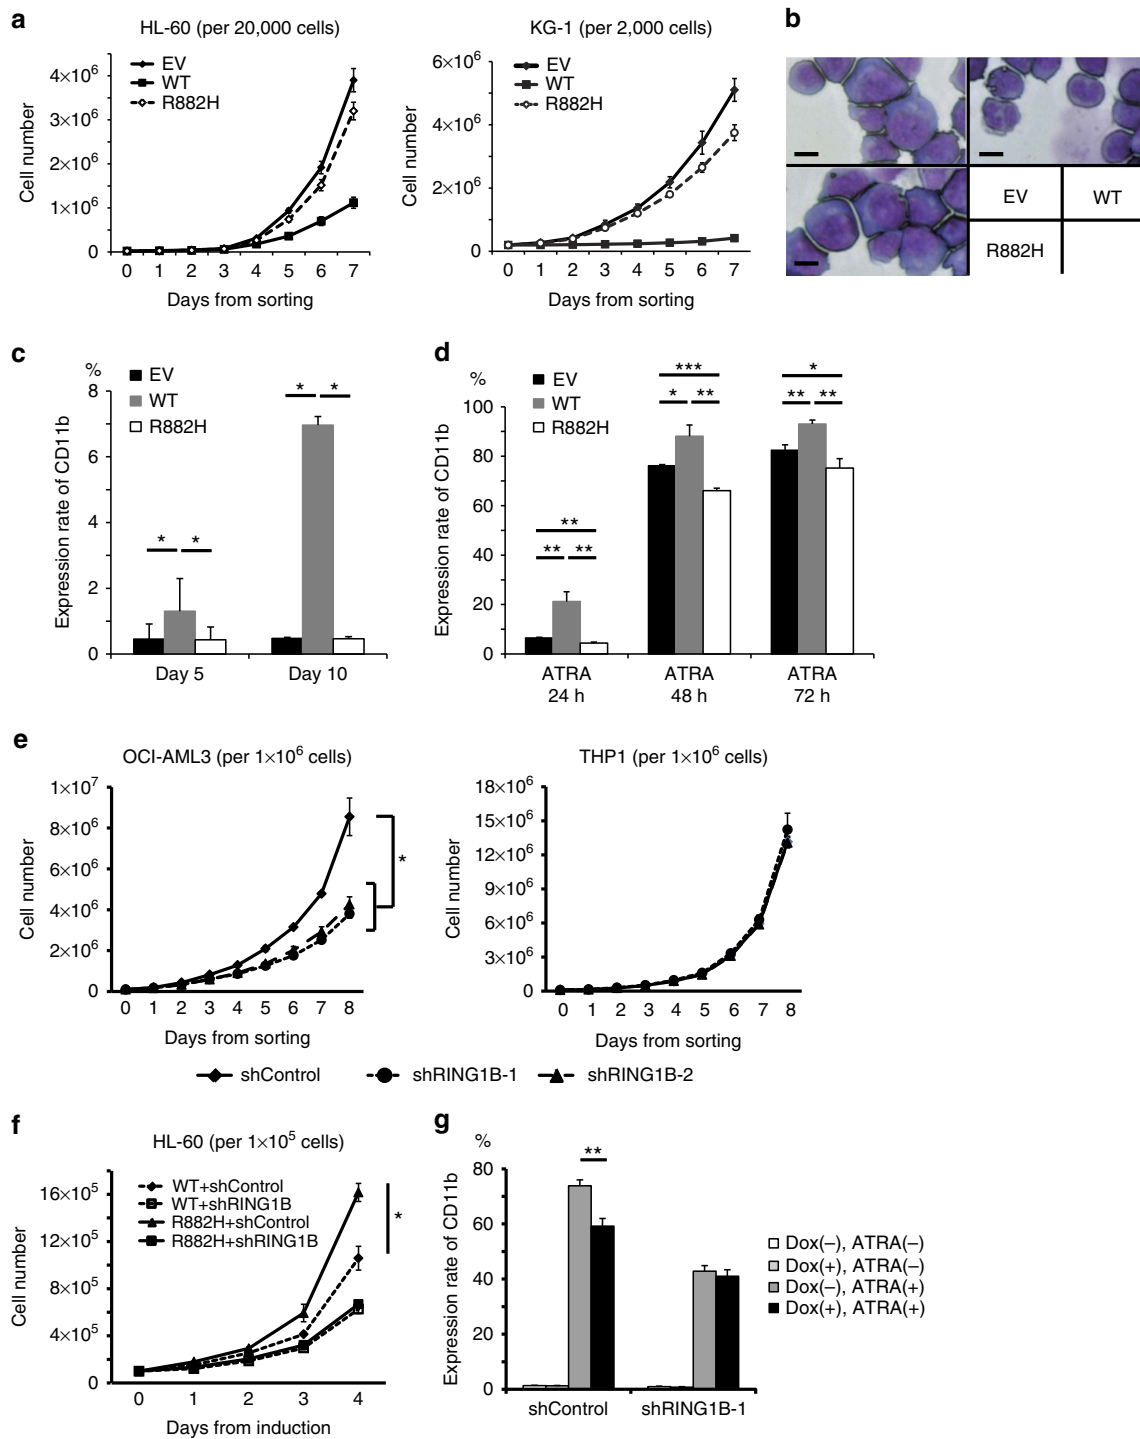 a
HL-60 (per 20,000 cells)
Cell number
4×10⁶
3×10⁶
2×10⁶
1×10⁶
0
EV
WT
R882H
0 1 2 3 4 5 6 7
Days from sorting
KG-1 (per 2,000 cells)
Cell number
6×10⁶
4×10⁶
2×10⁶
0
EV
WT
R882H
0 1 2 3 4 5 6 7
Days from sorting
b
EV WT
R882H
c
%
Expression rate of CD11b
8
6
4
2
0
EV
WT
R882H
* *
* *
Day 5 Day 10
d
%
Expression rate of CD11b
100
80
60
40
20
0
EV
WT
R882H
**
** **
***
* **
*
** **
ATRA ATRA ATRA
24 h 48 h 72 h
e
OCI-AML3 (per 1×10⁶ cells)
Cell number
1×10⁷
8×10⁶
6×10⁶
4×10⁶
2×10⁶
0
*
0 1 2 3 4 5 6 7 8
Days from sorting
THP1 (per 1×10⁶ cells)
Cell number
18×10⁶
15×10⁶
12×10⁶
9×10⁶
6×10⁶
3×10⁶
0
0 1 2 3 4 5 6 7 8
Days from sorting
shControl shRING1B-1 shRING1B-2
f
HL-60 (per 1×10⁵ cells)
Cell number
16×10⁵
12×10⁵
8×10⁵
4×10⁵
0
WT+shControl
WT+shRING1B
R882H+shControl
R882H+shRING1B
*
0 1 2 3 4
Days from induction
g
%
Expression rate of CD11b
80
60
40
20
0
**
shControl shRING1B-1
Dox(−), ATRA(−)
Dox(+), ATRA(−)
Dox(−), ATRA(+)
Dox(+), ATRA(+)